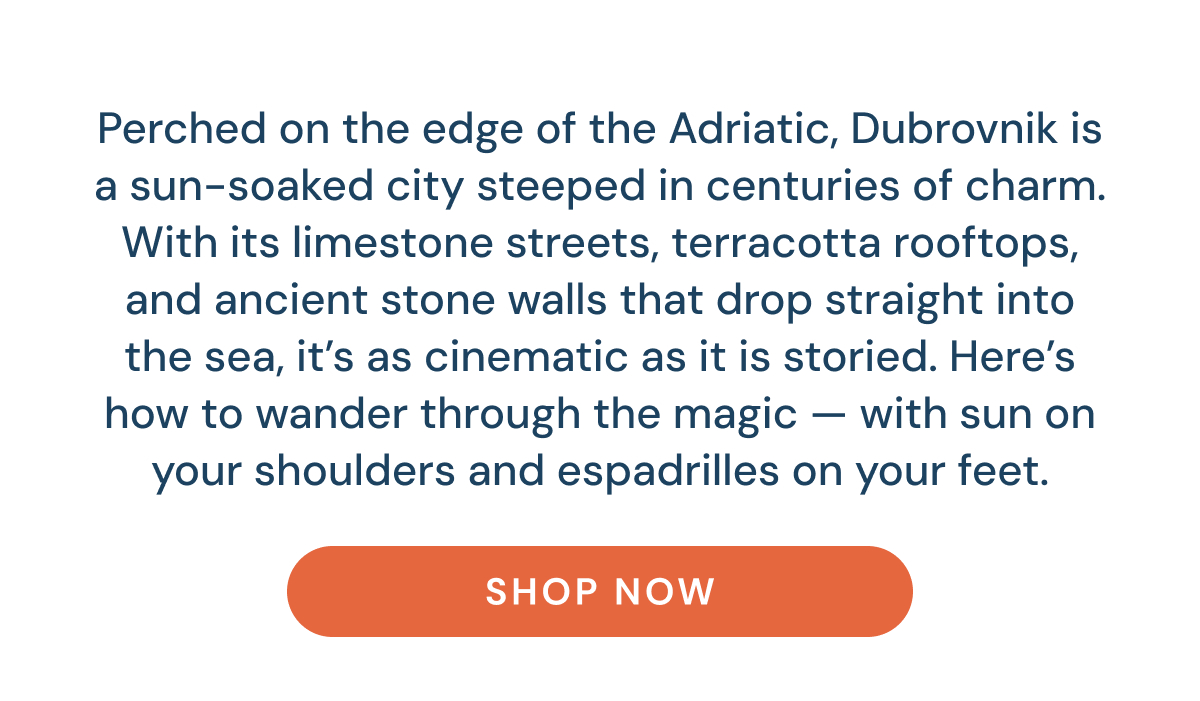 Perched on the edge of the Adriatic, Dubrovnik is
a sun-soaked city steeped in centuries of charm.
With its limestone streets, terracotta rooftops,
and ancient stone walls that drop straight into
the sea, it’s as cinematic as it is storied. Here’s
how to wander through the magic — with sun on
your shoulders and espadrilles on your feet.
SHOP NOW